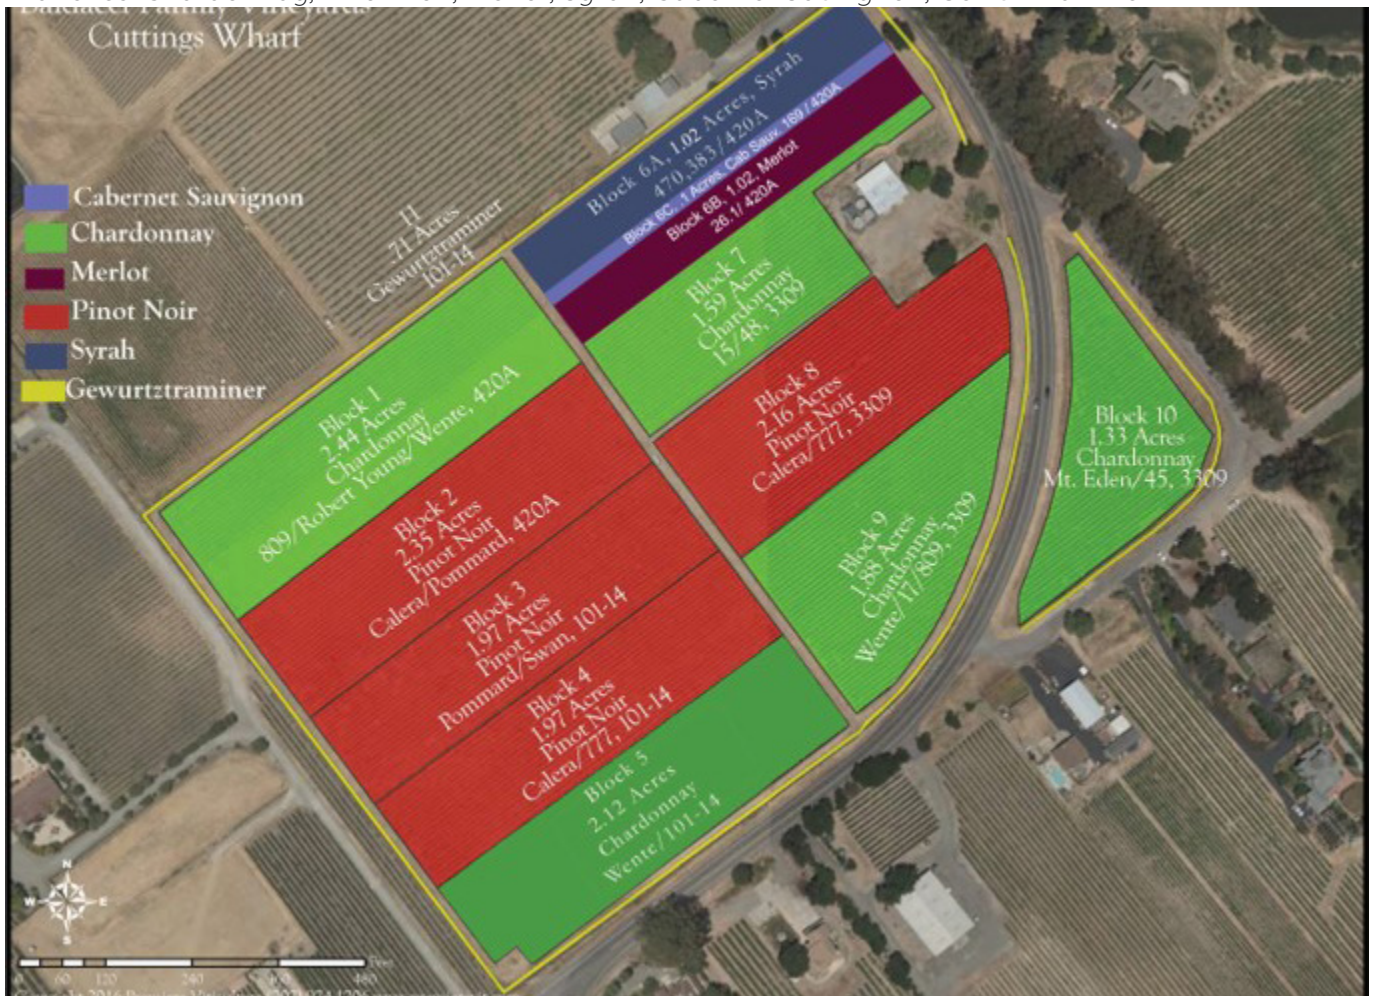 Cuttings Wharf
Cabernet Sauvignon
Chardonnay
Merlot
Pinot Noir
Syrah
Gewurtztraminer
11
.71 Acres
Gewurtztraminer
101-14
Block 6A, 1.02 Acres, Syrah
470,383/420A
Block 6C, .1 Acres, Cab Sauv. 169 / 420A
Block 6B, 1.02, Merlot
26.1/ 420A
Block 7
1.59 Acres
Chardonnay
15/48, 3309
Block 1
2.44 Acres
Chardonnay
809/Robert Young/Wente, 420A
Block 8
2.16 Acres
Pinot Noir
Calera/777, 3309
Block 10
1.33 Acres
Chardonnay
Mt. Eden/45, 3309
Block 2
2.35 Acres
Pinot Noir
Calera/Pommard, 420A
Block 9
1.88 Acres
Chardonnay
Wente/17/809, 3309
Block 3
1.97 Acres
Pinot Noir
Pommard/Swan, 101-14
Block 4
1.97 Acres
Pinot Noir
Calera/777, 101-14
Block 5
2.12 Acres
Chardonnay
Wente/101-14
N
W E
S
0 60 120 240 480